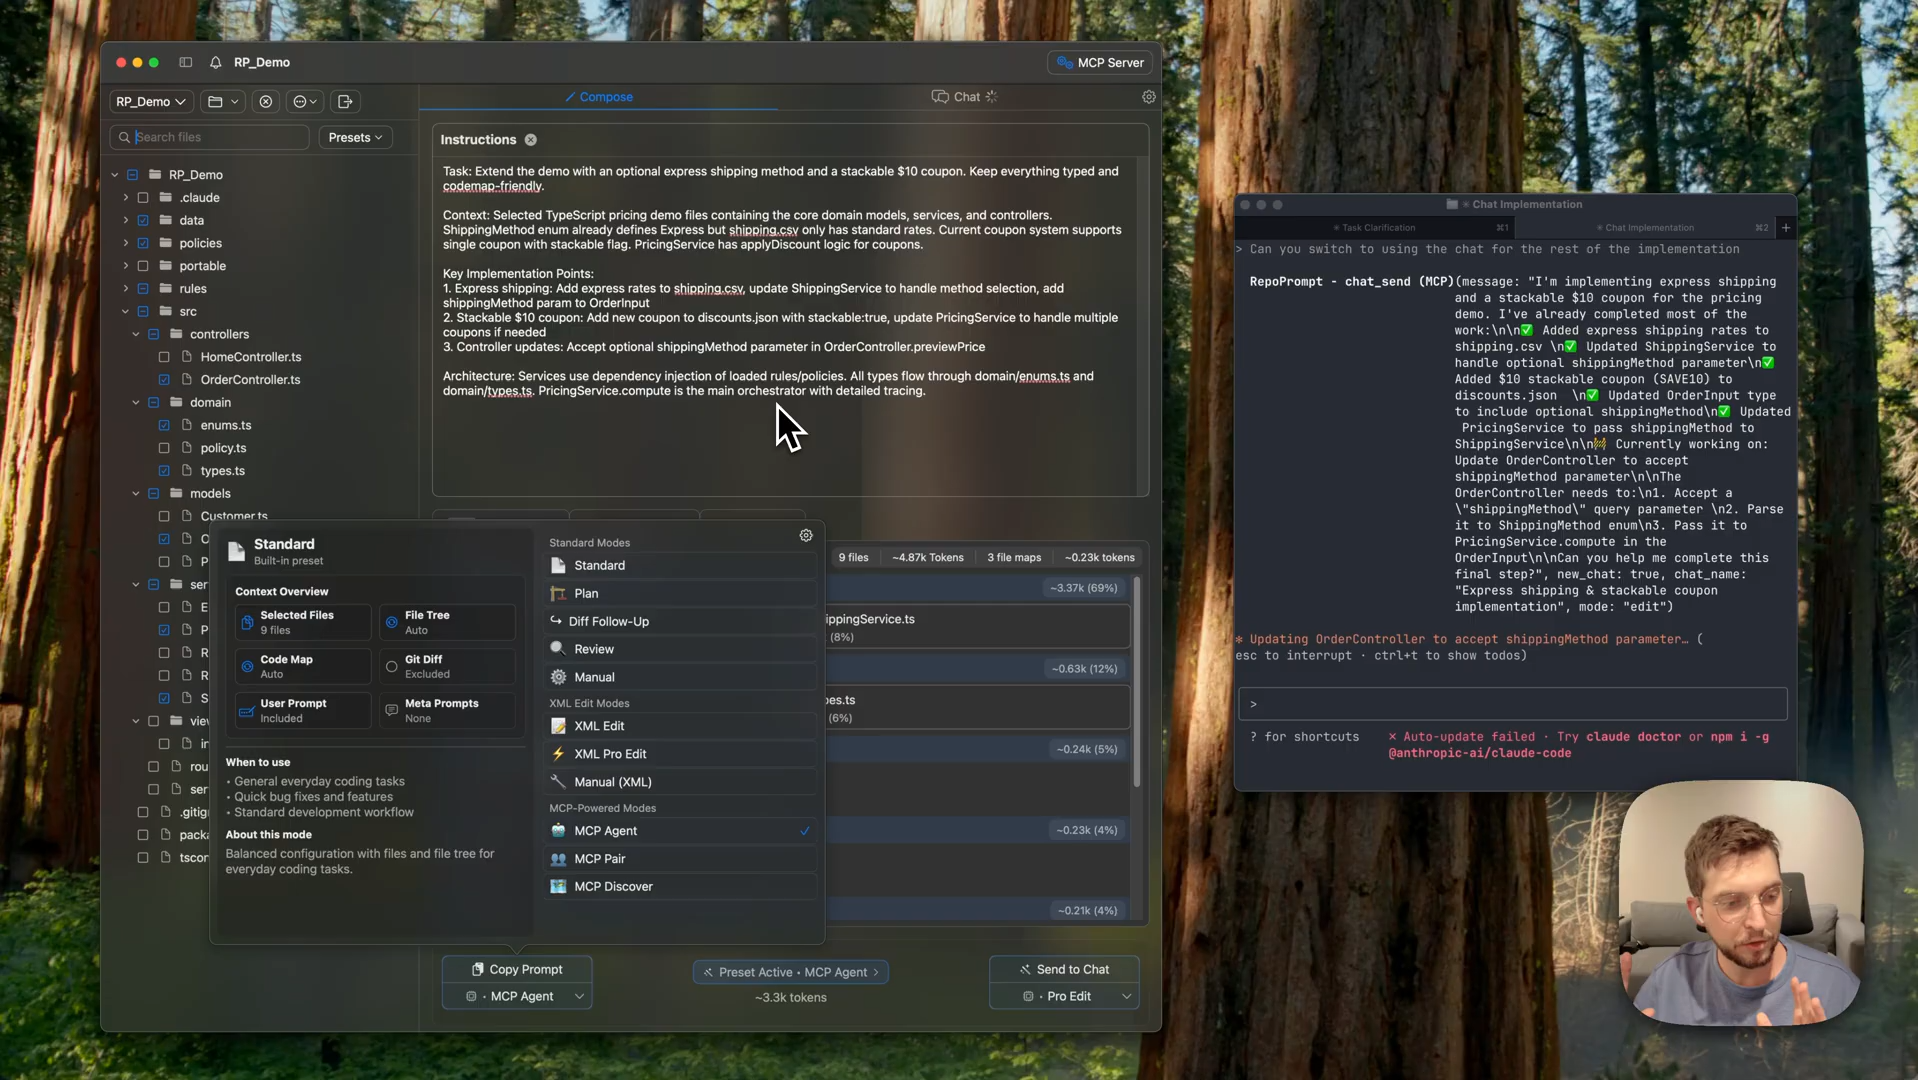 RP_Demo
MCP Server
RP_Demo
Compose
Chat
Search files
Presets
RP_Demo
.claude
data
policies
portable
rules
src
controllers
HomeController.ts
OrderController.ts
domain
enums.ts
policy.ts
types.ts
models
Customer.ts
O
P
ser
E
P
R
R
S
viev
in
rou
ser
.gitig
packa
tscon
Instructions
Task: Extend the demo with an optional express shipping method and a stackable $10 coupon. Keep everything typed and
codemap-friendly.
Context: Selected TypeScript pricing demo files containing the core domain models, services, and controllers.
ShippingMethod enum already defines Express but shipping.csv only has standard rates. Current coupon system supports
single coupon with stackable flag. PricingService has applyDiscount logic for coupons.
Key Implementation Points:
1. Express shipping: Add express rates to shipping.csv, update ShippingService to handle method selection, add
shippingMethod param to OrderInput
2. Stackable $10 coupon: Add new coupon to discounts.json with stackable:true, update PricingService to handle multiple
coupons if needed
3. Controller updates: Accept optional shippingMethod parameter in OrderController.previewPrice
Architecture: Services use dependency injection of loaded rules/policies. All types flow through domain/enums.ts and
domain/types.ts. PricingService.compute is the main orchestrator with detailed tracing.
Standard
Built-in preset
Context Overview
Selected Files
9 files
File Tree
Auto
Code Map
Auto
Git Diff
Excluded
User Prompt
Included
Meta Prompts
None
When to use
• General everyday coding tasks
• Quick bug fixes and features
• Standard development workflow
About this mode
Balanced configuration with files and file tree for
everyday coding tasks.
Standard Modes
Standard
Plan
Diff Follow-Up
Review
Manual
XML Edit Modes
XML Edit
XML Pro Edit
Manual (XML)
MCP-Powered Modes
MCP Agent
MCP Pair
MCP Discover
9 files
~4.87k Tokens
3 file maps
~0.23k tokens
~3.37k (69%)
ippingService.ts
(8%)
~0.63k (12%)
es.ts
(6%)
~0.24k (5%)
~0.23k (4%)
~0.21k (4%)
Copy Prompt
· MCP Agent
Preset Active • MCP Agent >
~3.3k tokens
Send to Chat
· Pro Edit
✳ Chat Implementation
✳ Task Clarification ⌘1
✳ Chat Implementation ⌘2
+
> Can you switch to using the chat for the rest of the implementation
RepoPrompt - chat_send (MCP)(message: "I'm implementing express shipping
and a stackable $10 coupon for the pricing
demo. I've already completed most of the
work:\n\n✅ Added express shipping rates to
shipping.csv \n✅ Updated ShippingService to
handle optional shippingMethod parameter\n✅
Added $10 stackable coupon (SAVE10) to
discounts.json \n✅ Updated OrderInput type
to include optional shippingMethod\n✅ Updated
PricingService to pass shippingMethod to
ShippingService\n\n🚧 Currently working on:
Update OrderController to accept
shippingMethod parameter\n\nThe
OrderController needs to:\n1. Accept a
\"shippingMethod\" query parameter \n2. Parse
it to ShippingMethod enum\n3. Pass it to
PricingService.compute in the
OrderInput\n\nCan you help me complete this
final step?", new_chat: true, chat_name:
"Express shipping & stackable coupon
implementation", mode: "edit")
✳ Updating OrderController to accept shippingMethod parameter… (
esc to interrupt · ctrl+t to show todos)
>
? for shortcuts
✕ Auto-update failed · Try claude doctor or npm i -g
@anthropic-ai/claude-code